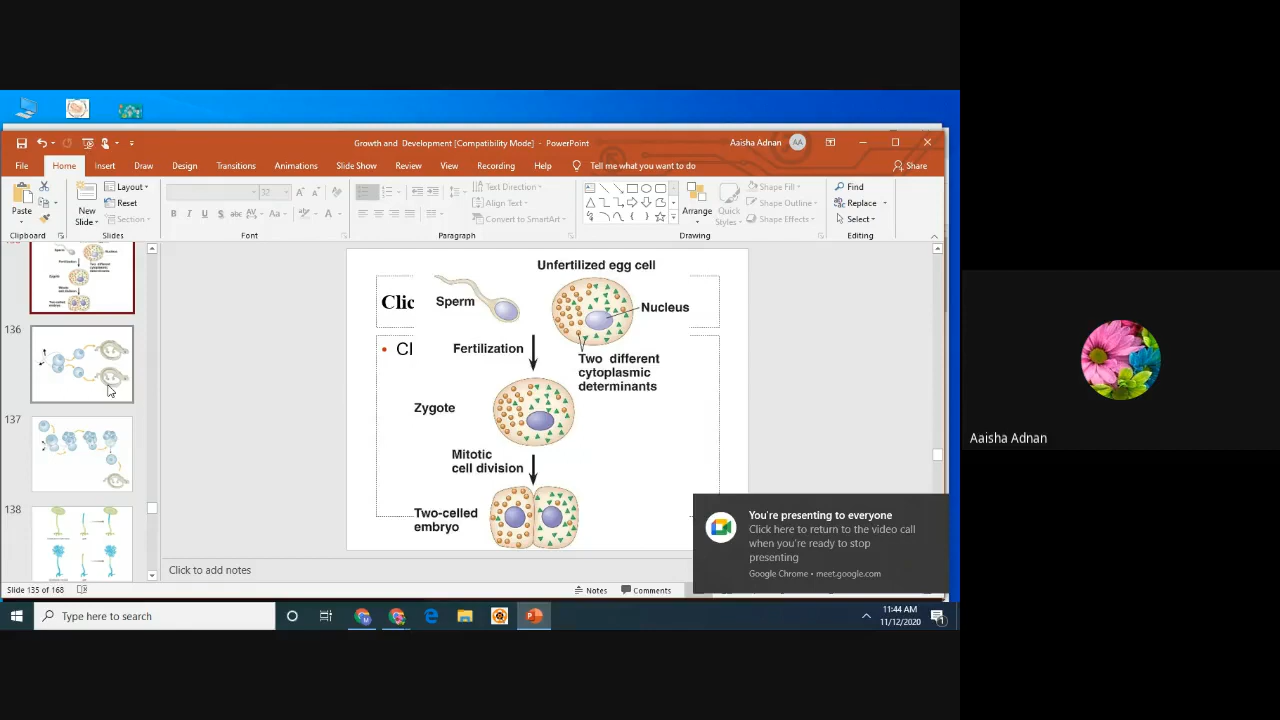 Growth and Development [Compatibility Mode] - PowerPoint
Aaisha Adnan
AA
File Home Insert Draw Design Transitions Animations Slide Show Review View Recording Help Tell me what you want to do Share
Paste
New
Slide
Layout
Reset
Section
32
B I U S abc AV Aa A
Text Direction
Align Text
Convert to SmartArt
Arrange
Quick
Styles
Shape Fill
Shape Outline
Shape Effects
Find
Replace
Select
Clipboard Slides Font Paragraph Drawing Editing
136
137
138
Unfertilized egg cell
Clic
Sperm
Nucleus
• Cl
Fertilization
Two different
cytoplasmic
determinants
Zygote
Mitotic
cell division
Two-celled
embryo
You're presenting to everyone
Click here to return to the video call
when you're ready to stop
presenting
Google Chrome • meet.google.com
Click to add notes
Slide 135 of 168
Notes
Comments
Type here to search
11:44 AM
11/12/2020
1
Aaisha Adnan